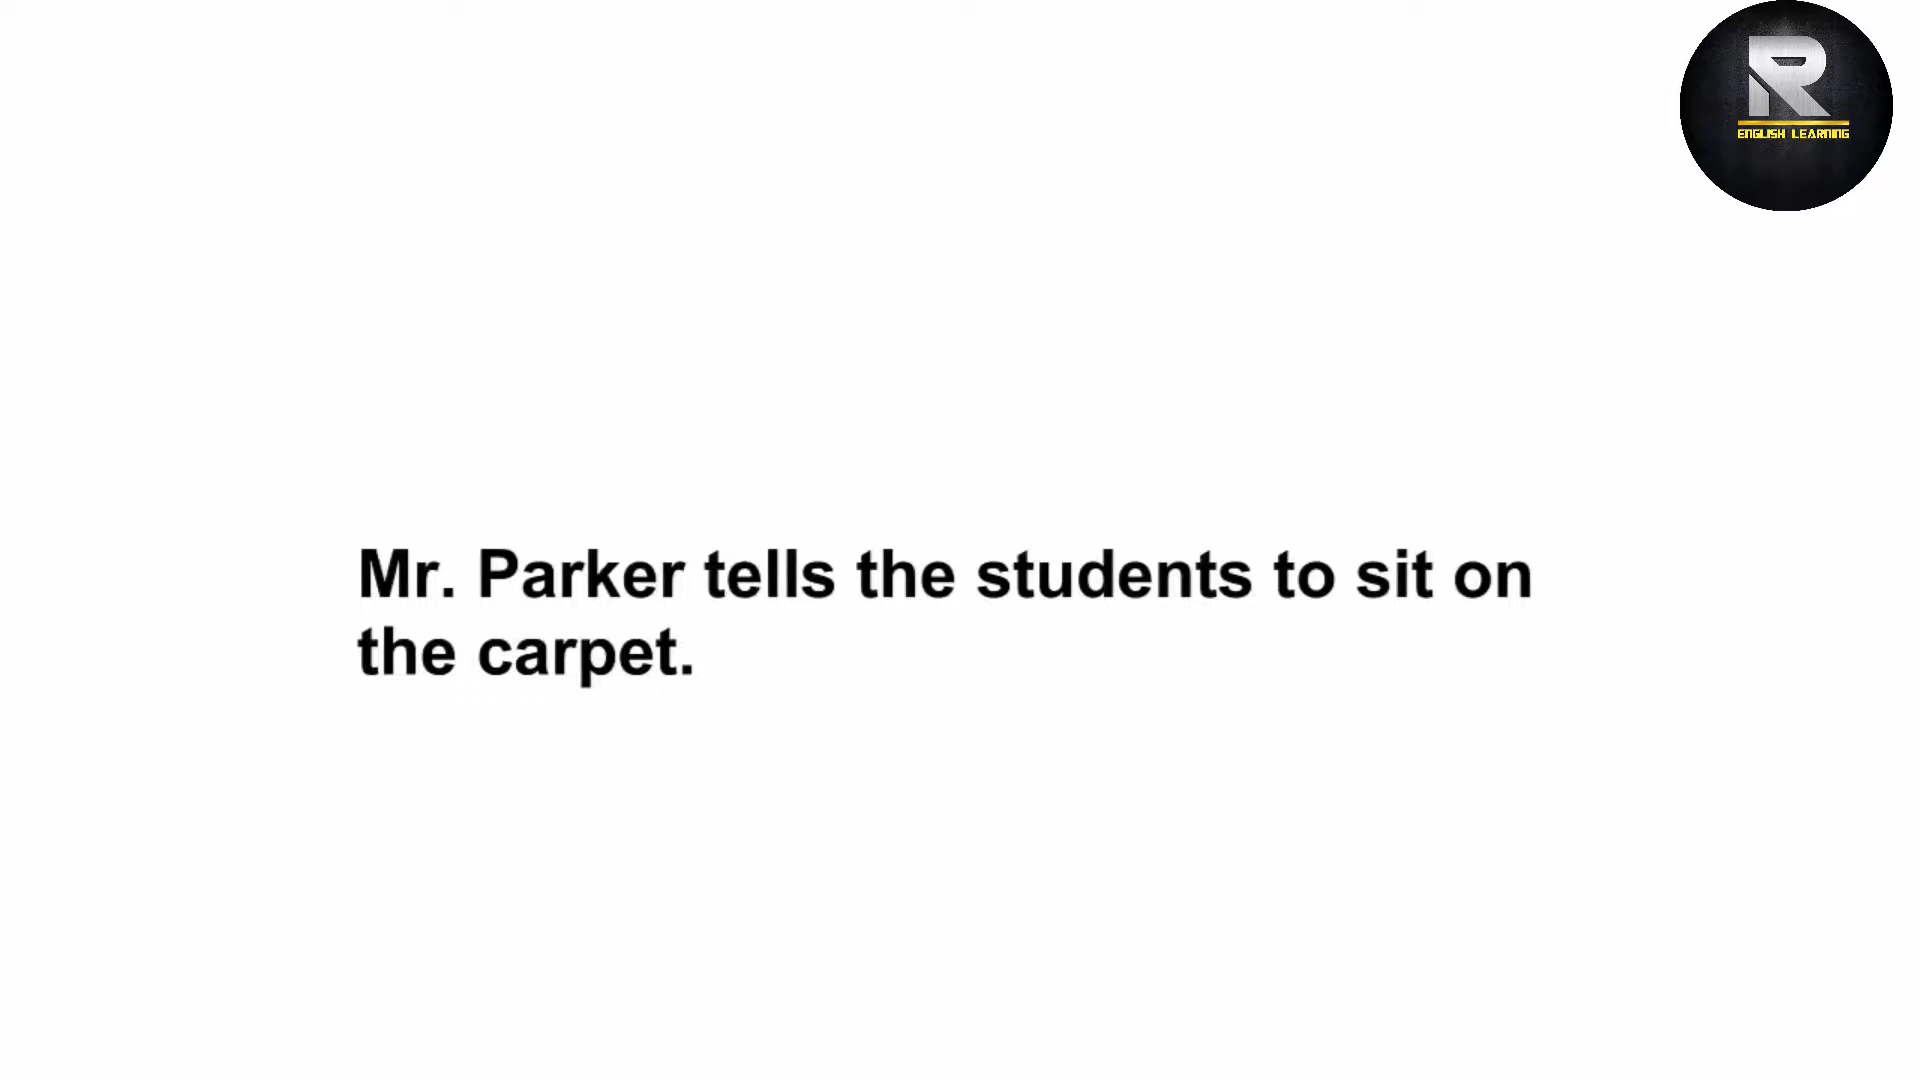 R
ENGLISH LEARNING
Mr. Parker tells the students to sit on
the carpet.